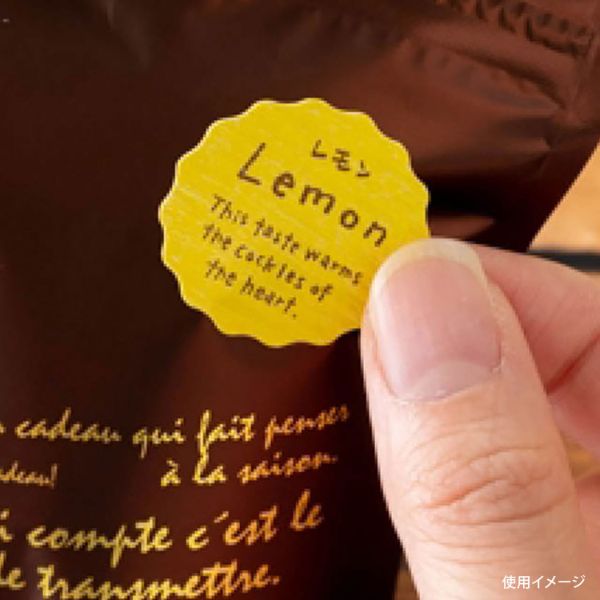 レモン
Lemon
This taste warms
the cockles of
the heart.
cadeau qui fait penser
à la saison.
compte c´est le
transmettre.
使用イメージ